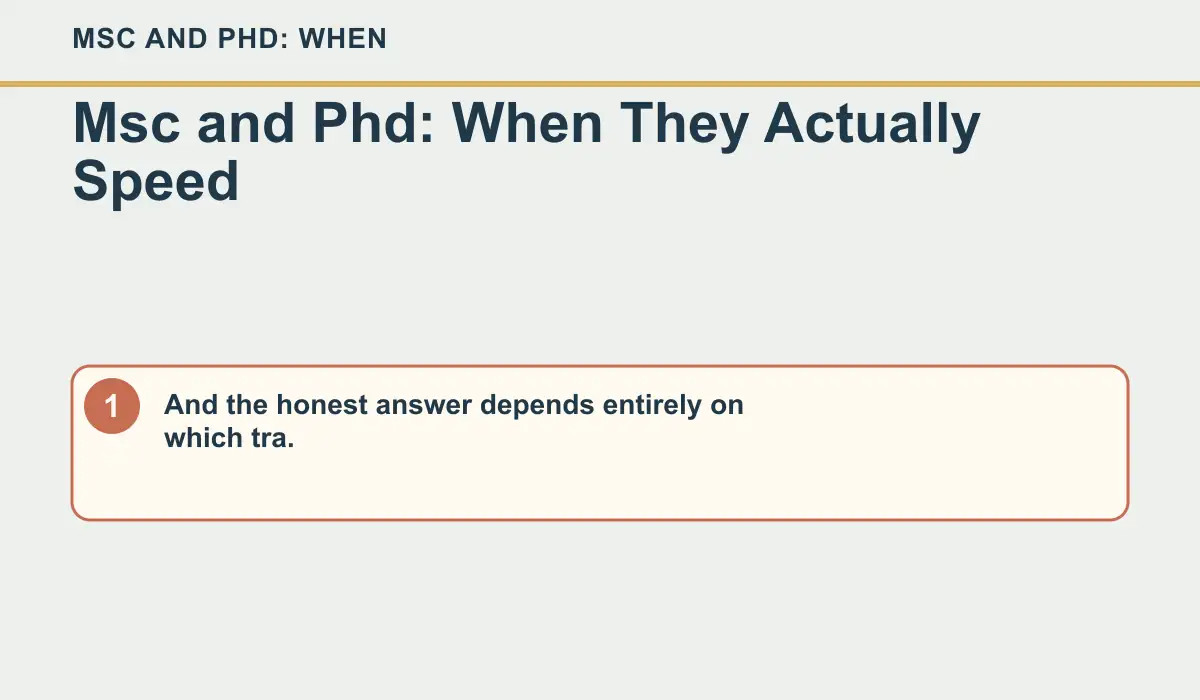 MSC AND PHD: WHEN
Msc and Phd: When They Actually
Speed
1
And the honest answer depends entirely on
which tra.